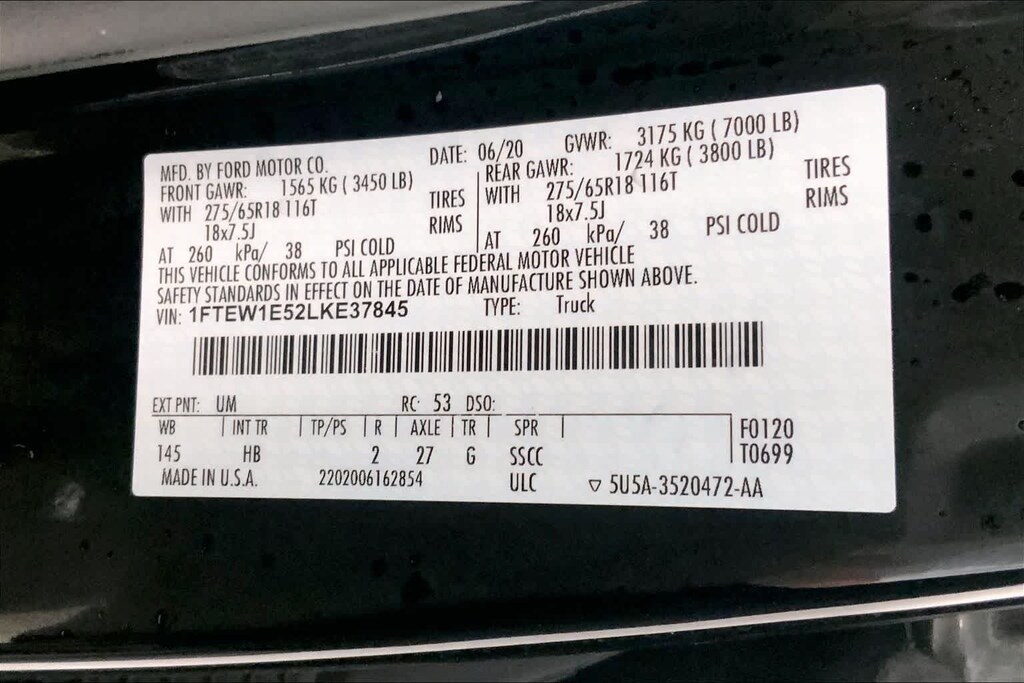 MFD. BY FORD MOTOR CO. DATE: 06/20 GVWR: 3175 KG ( 7000 LB)
FRONT GAWR: 1565 KG ( 3450 LB) REAR GAWR: 1724 KG ( 3800 LB)
WITH 275/65R18 116T TIRES WITH 275/65R18 116T TIRES
18x7.5J RIMS 18x7.5J RIMS
AT 260 kPa/ 38 PSI COLD AT 260 kPa/ 38 PSI COLD
THIS VEHICLE CONFORMS TO ALL APPLICABLE FEDERAL MOTOR VEHICLE
SAFETY STANDARDS IN EFFECT ON THE DATE OF MANUFACTURE SHOWN ABOVE.
VIN: 1FTEW1E52LKE37845 TYPE: Truck
EXT PNT: UM RC: 53 DSO:
WB | INT TR | TP/PS | R | AXLE | TR | SPR | F0120
145 HB 2 27 G SSCC T0699
MADE IN U.S.A. 2202006162854 ULC ▽ 5U5A-3520472-AA